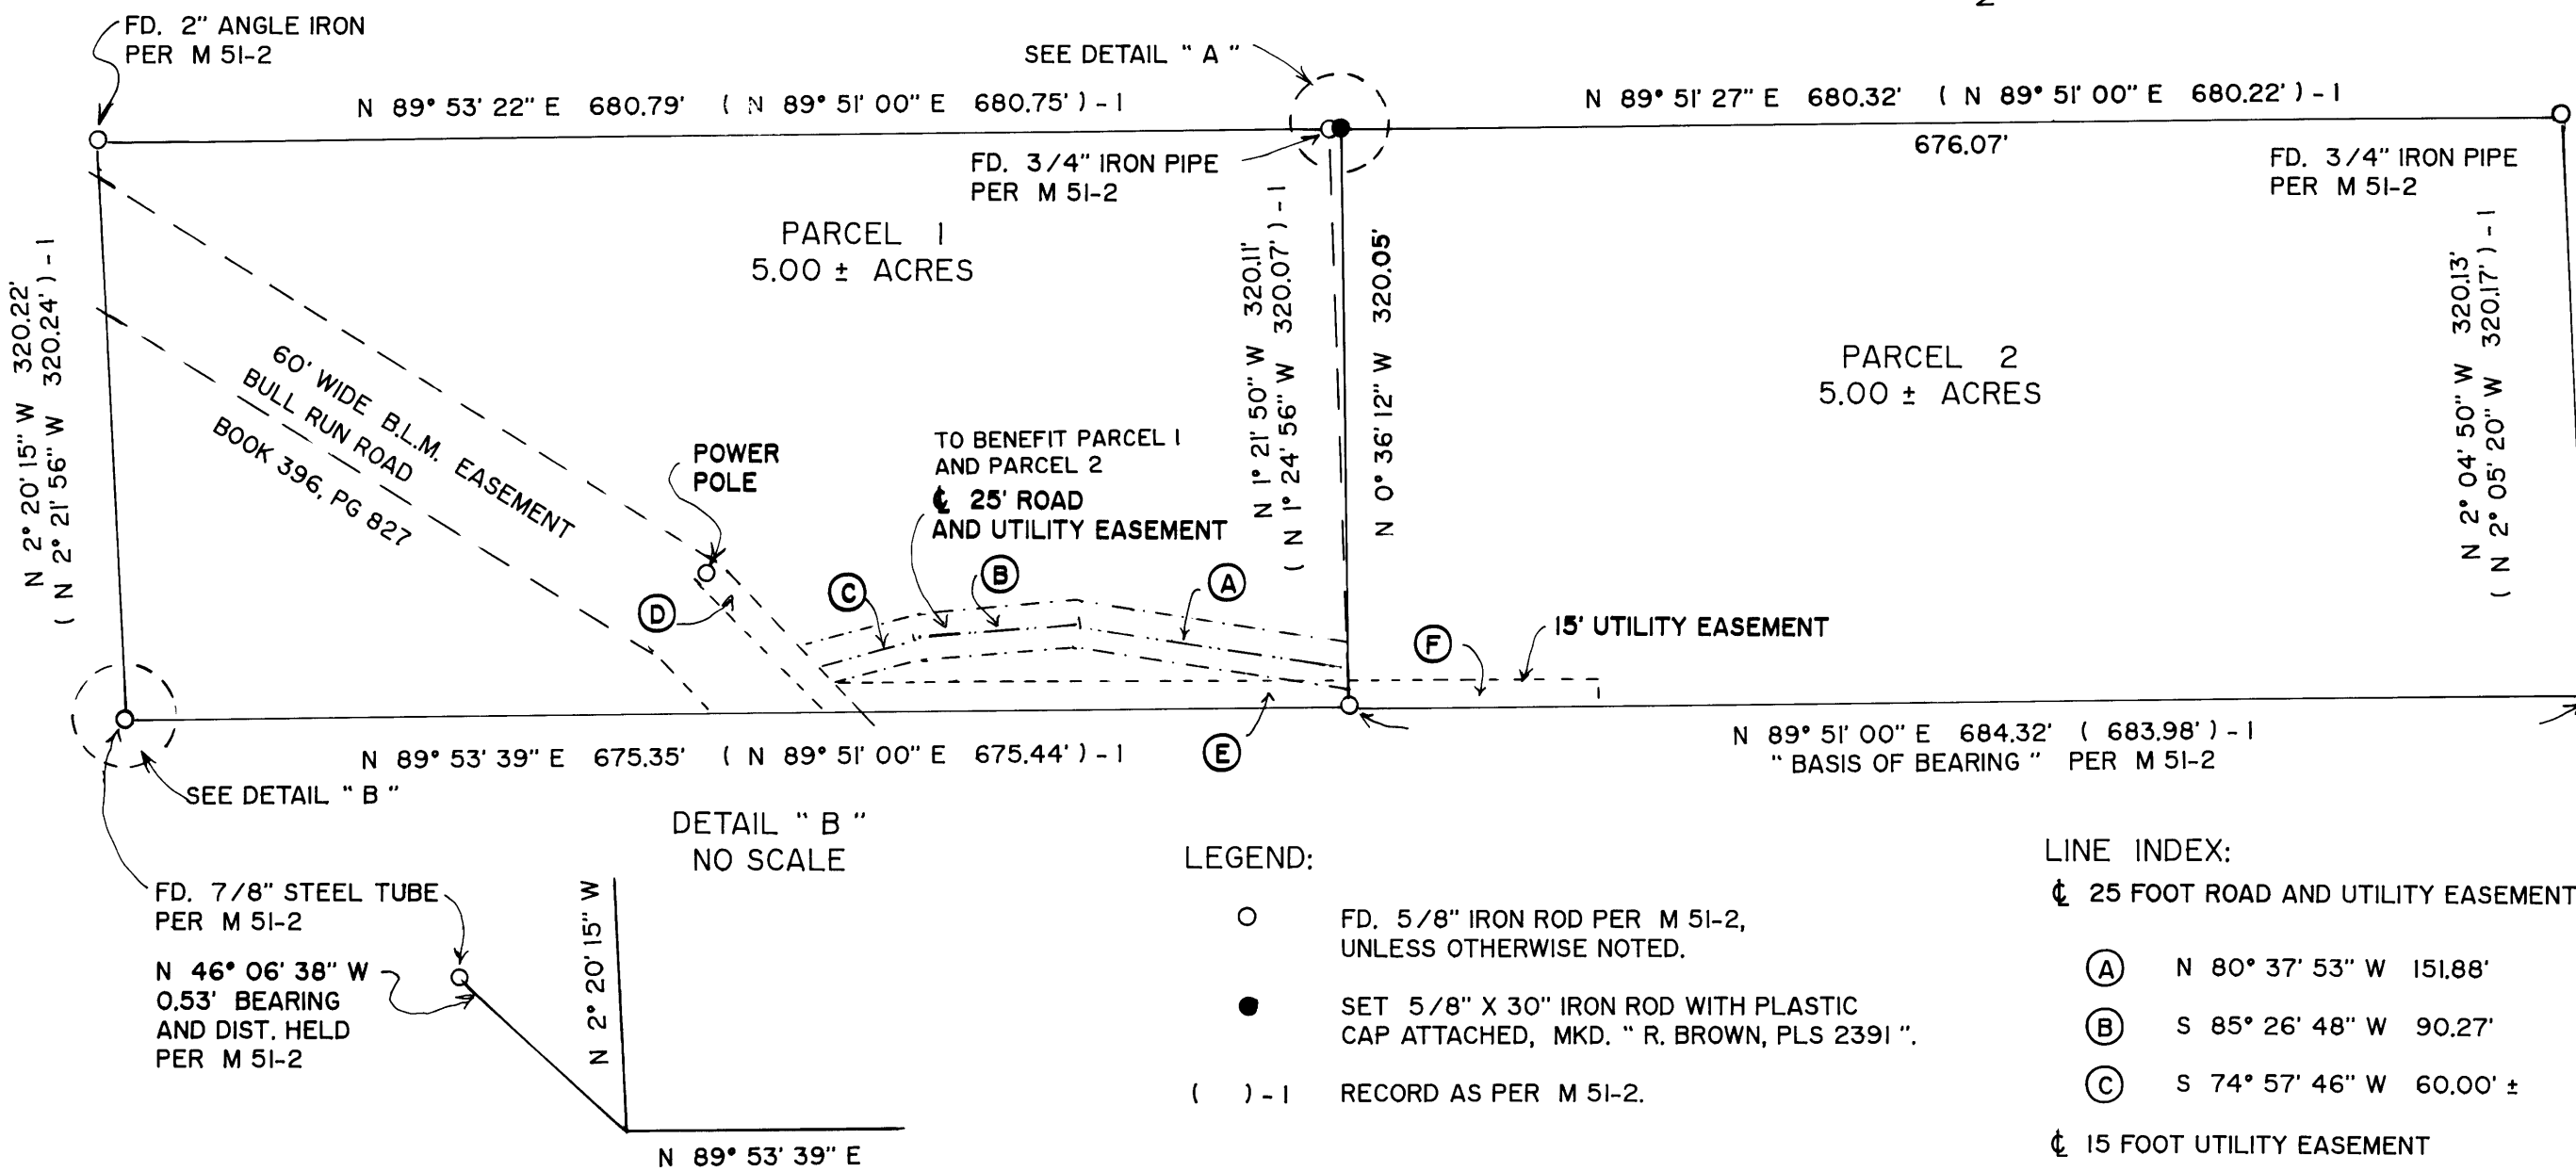 2
FD. 2" ANGLE IRON
PER M 51-2
SEE DETAIL " A "
N 89° 53' 22" E 680.79' ( N 89° 51' 00" E 680.75' ) - 1
N 89° 51' 27" E 680.32' ( N 89° 51' 00" E 680.22' ) - 1
676.07'
FD. 3/4" IRON PIPE
PER M 51-2
FD. 3/4" IRON PIPE
PER M 51-2
PARCEL 1
5.00 ± ACRES
N 2° 20' 15" W 320.22'
( N 2° 21' 56" W 320.24' ) - 1
60' WIDE B.L.M. EASEMENT
BULL RUN ROAD
BOOK 396, PG 827
POWER
POLE
TO BENEFIT PARCEL 1
AND PARCEL 2
℄ 25' ROAD
AND UTILITY EASEMENT
N 1° 21' 50" W 320.11'
( N 1° 24' 56" W 320.07' ) - 1
N 0° 36' 12" W 320.05'
PARCEL 2
5.00 ± ACRES
N 2° 04' 50" W 320.13'
( N 2° 05' 20" W 320.17' ) - 1
D
C
B
A
F
15' UTILITY EASEMENT
E
N 89° 53' 39" E 675.35' ( N 89° 51' 00" E 675.44' ) - 1
N 89° 51' 00" E 684.32' ( 683.98' ) - 1
" BASIS OF BEARING " PER M 51-2
SEE DETAIL " B "
DETAIL " B "
NO SCALE
FD. 7/8" STEEL TUBE
PER M 51-2
N 46° 06' 38" W
0.53' BEARING
AND DIST. HELD
PER M 51-2
N 2° 20' 15" W
N 89° 53' 39" E
LEGEND:
FD. 5/8" IRON ROD PER M 51-2,
UNLESS OTHERWISE NOTED.
SET 5/8" X 30" IRON ROD WITH PLASTIC
CAP ATTACHED, MKD. " R. BROWN, PLS 2391 ".
( ) - 1 RECORD AS PER M 51-2.
LINE INDEX:
℄ 25 FOOT ROAD AND UTILITY EASEMENT
A N 80° 37' 53" W 151.88'
B S 85° 26' 48" W 90.27'
C S 74° 57' 46" W 60.00' ±
℄ 15 FOOT UTILITY EASEMENT